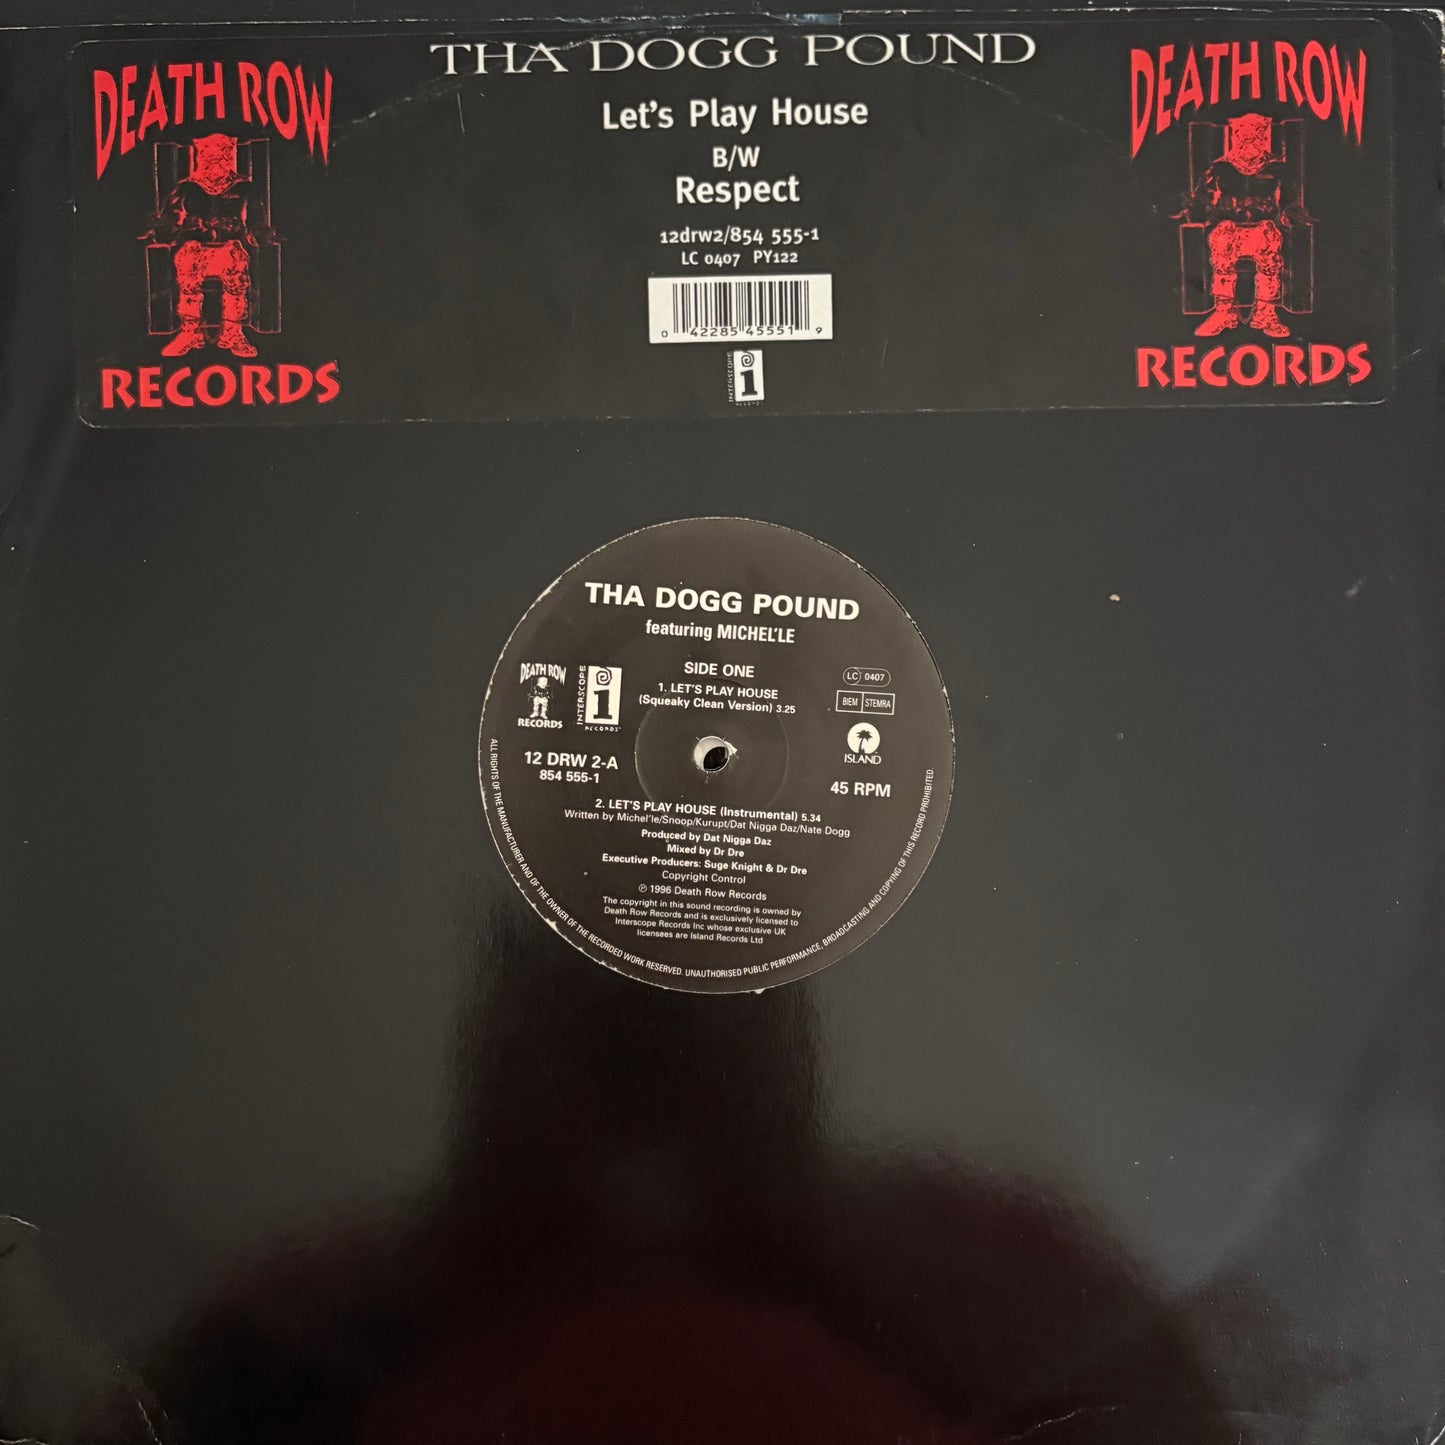 THA DOGG POUND
DEATH ROW
RECORDS
Let's Play House
B/W
Respect
12drw2/854 555-1
LC 0407 PY122
0 42285 45551 9
INTERSCOPE
i
RECORDS
DEATH ROW
RECORDS
THA DOGG POUND
featuring MICHEL'LE
SIDE ONE
1. LET'S PLAY HOUSE
(Squeaky Clean Version) 3.25
DEATH ROW
RECORDS
INTERSCOPE
i
RECORDS
LC 0407
BIEM STEMRA
ISLAND
12 DRW 2-A
854 555-1
45 RPM
2. LET'S PLAY HOUSE (Instrumental) 5.34
Written by Michel'le/Snoop/Kurupt/Dat Nigga Daz/Nate Dogg
Produced by Dat Nigga Daz
Mixed by Dr Dre
Executive Producers: Suge Knight & Dr Dre
Copyright Control
℗ 1996 Death Row Records
The copyright in this sound recording is owned by
Death Row Records and is exclusively licensed to
Interscope Records Inc whose exclusive UK
licensees are Island Records Ltd
ALL RIGHTS OF THE MANUFACTURER AND OF THE OWNER OF THE RECORDED WORK RESERVED. UNAUTHORISED PUBLIC PERFORMANCE, BROADCASTING AND COPYING OF THIS RECORD PROHIBITED.